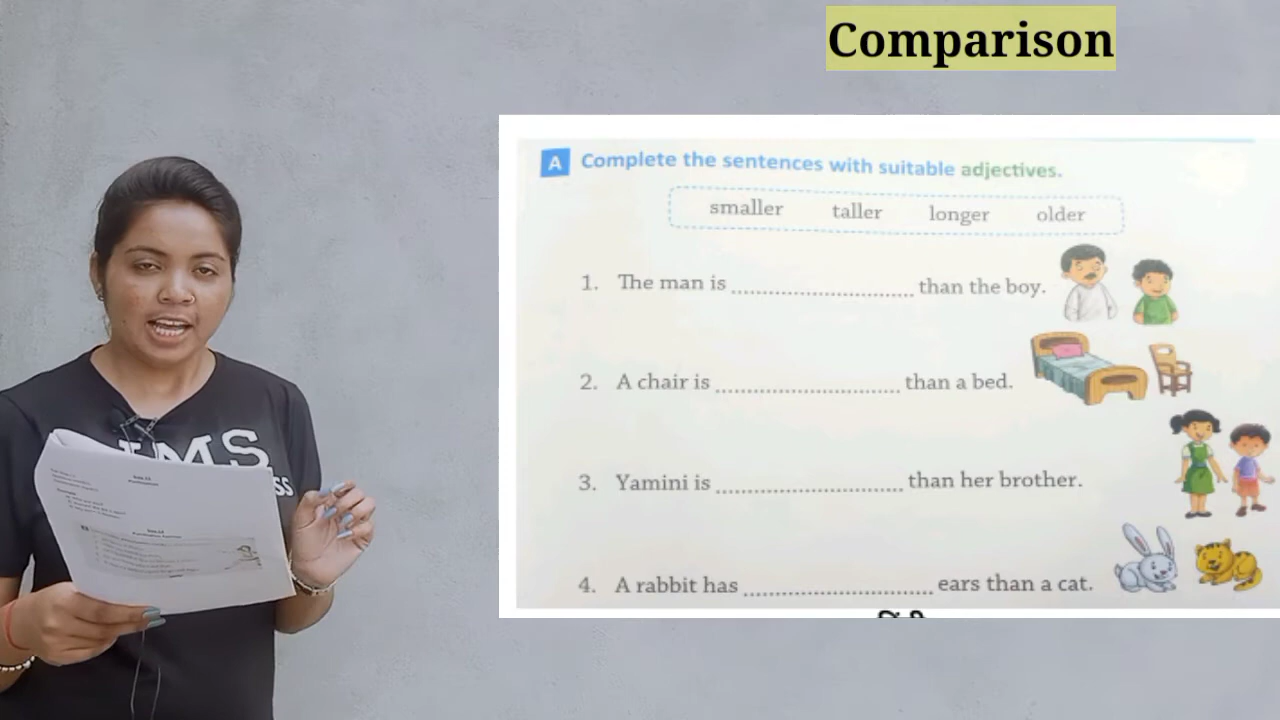 Comparison
A Complete the sentences with suitable adjectives.
smaller taller longer older
1. The man is ........................ than the boy.
2. A chair is ........................ than a bed.
3. Yamini is ........................ than her brother.
4. A rabbit has ........................ ears than a cat.